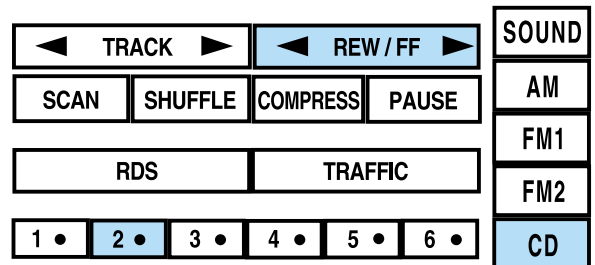 ◄ TRACK ► ◄ REW / FF ►
SCAN SHUFFLE COMPRESS PAUSE
RDS TRAFFIC
1 ● 2 ● 3 ● 4 ● 5 ● 6 ●
SOUND
AM
FM1
FM2
CD